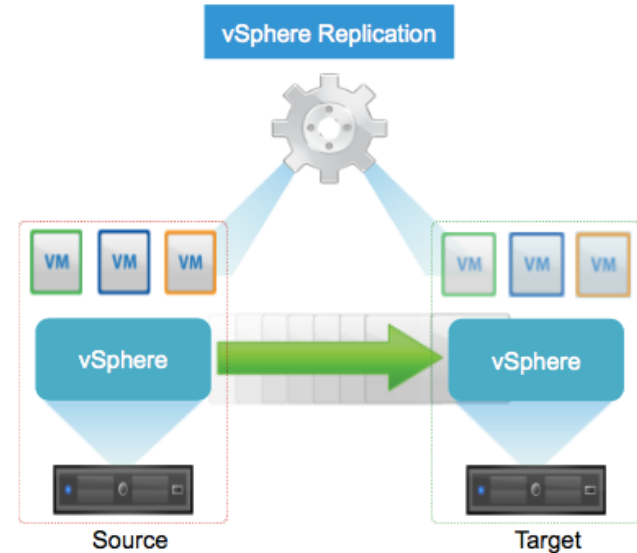 vSphere Replication
VM VM VM
VM VM VM
vSphere
vSphere
Source
Target